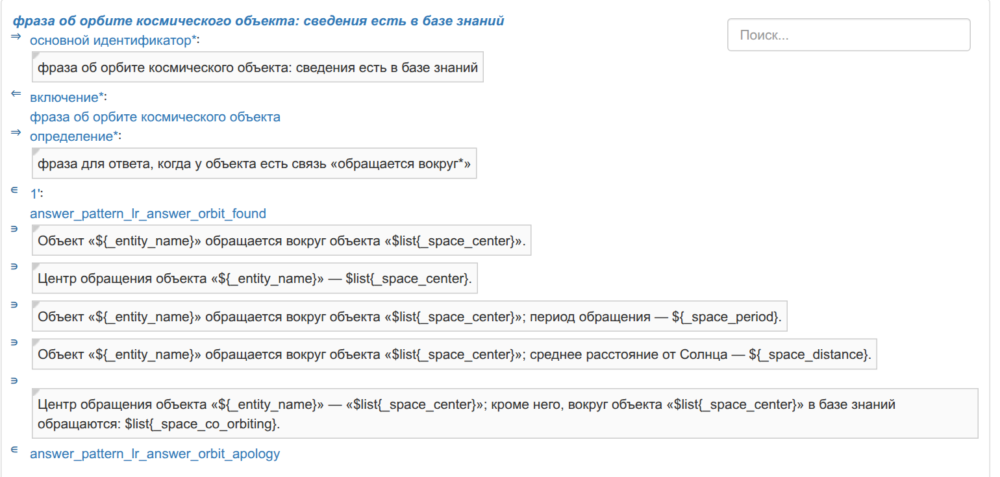 фраза об орбите космического объекта: сведения есть в базе знаний
Поиск...
⇒ основной идентификатор*:
фраза об орбите космического объекта: сведения есть в базе знаний
⇐ включение*:
фраза об орбите космического объекта
⇒ определение*:
фраза для ответа, когда у объекта есть связь «обращается вокруг*»
∈ 1':
answer_pattern_lr_answer_orbit_found
∋ Объект «${_entity_name}» обращается вокруг объекта «$list{_space_center}».
∋ Центр обращения объекта «${_entity_name}» — $list{_space_center}.
∋ Объект «${_entity_name}» обращается вокруг объекта «$list{_space_center}»; период обращения — ${_space_period}.
∋ Объект «${_entity_name}» обращается вокруг объекта «$list{_space_center}»; среднее расстояние от Солнца — ${_space_distance}.
∋
Центр обращения объекта «${_entity_name}» — «$list{_space_center}»; кроме него, вокруг объекта «$list{_space_center}» в базе знаний
обращаются: $list{_space_co_orbiting}.
∈ answer_pattern_lr_answer_orbit_apology